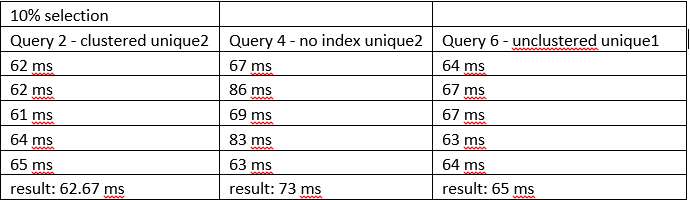 10% selection
Query 2 - clustered unique2 Query 4 - no index unique2 Query 6 - unclustered unique1
62 ms 67 ms 64 ms
62 ms 86 ms 67 ms
61 ms 69 ms 67 ms
64 ms 83 ms 63 ms
65 ms 63 ms 64 ms
result: 62.67 ms result: 73 ms result: 65 ms